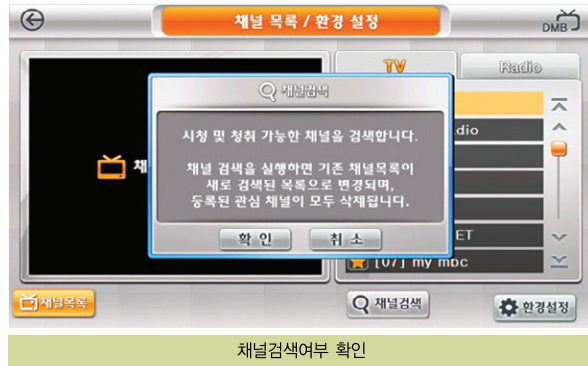 채널 목록 / 환경 설정
DMB
TV
Radio
채널검색
시청 및 청취 가능한 채널을 검색합니다.
채널 검색을 실행하면 기존 채널목록이
새로 검색된 목록으로 변경되며,
등록된 관심 채널이 모두 삭제됩니다.
확 인
취 소
채
dio
ET
[07] my mbc
채널목록
채널검색
환경설정
채널검색여부 확인